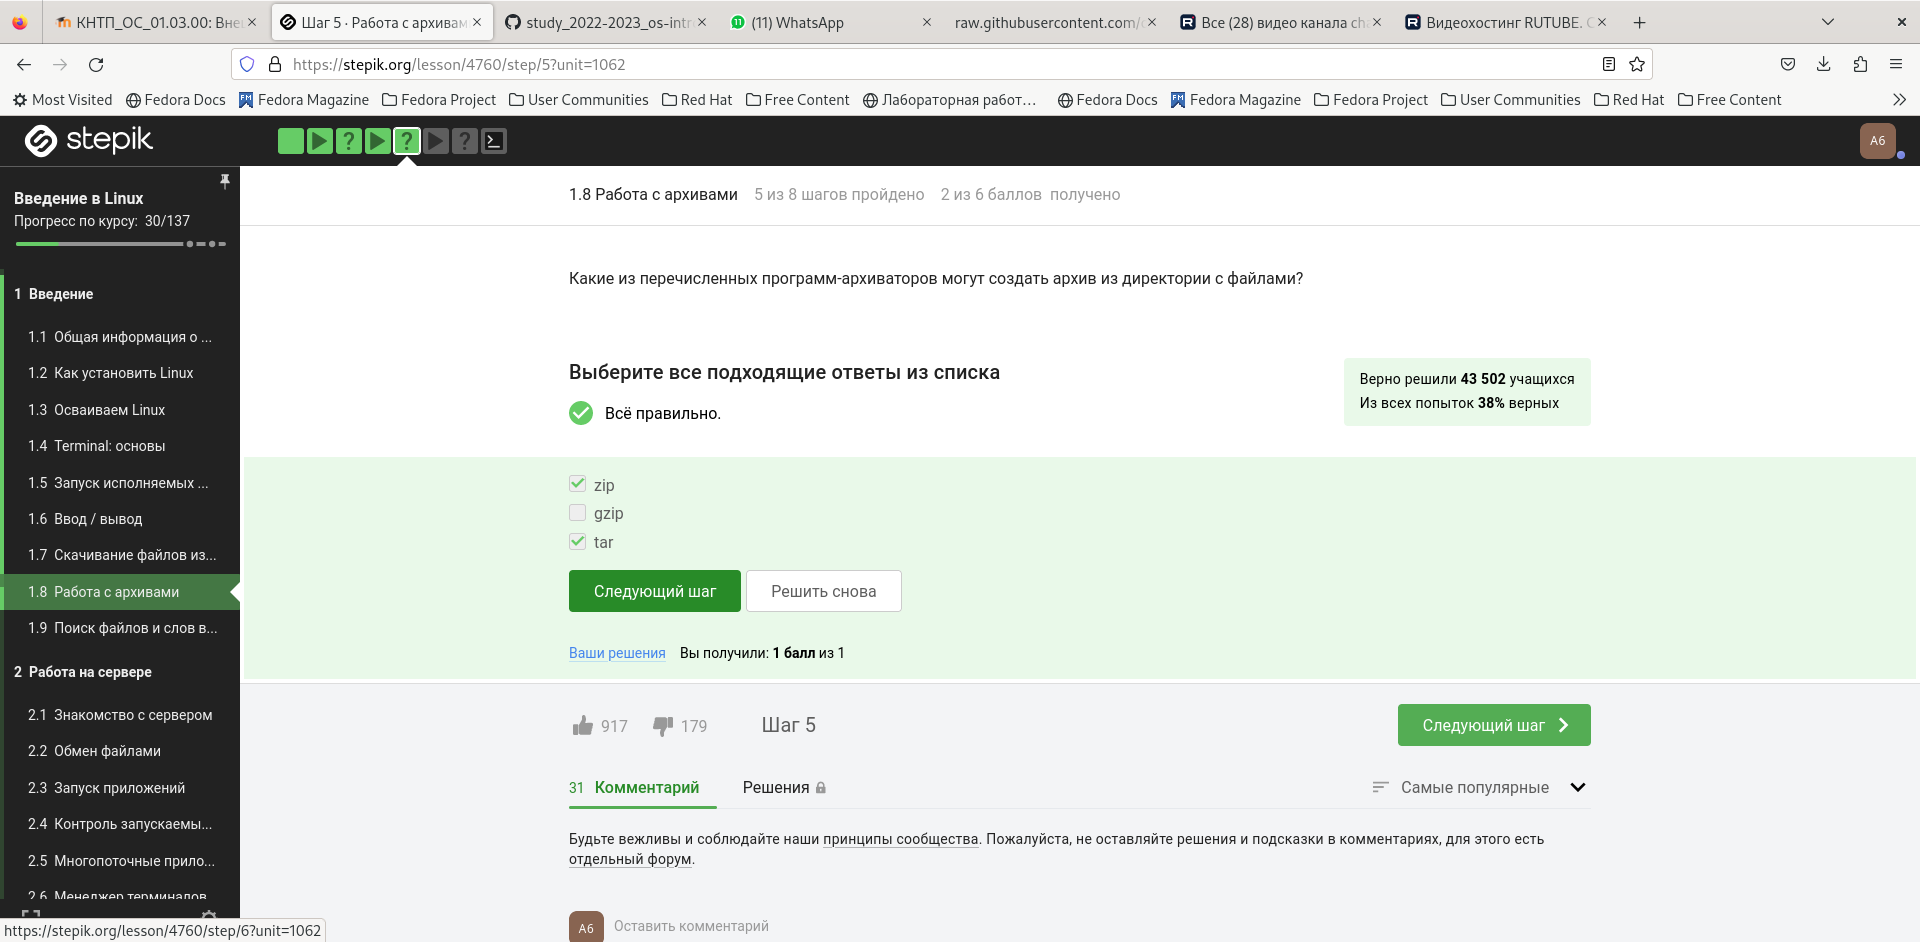 КНТП_ОС_01.03.00: Вне
Шаг 5 · Работа с архивам
study_2022-2023_os-intr
(11) WhatsApp
raw.githubusercontent.com/
Все (28) видео канала
Видеохостинг RUTUBE.
https://stepik.org/lesson/4760/step/5?unit=1062
Most Visited
Fedora Docs
Fedora Magazine
Fedora Project
User Communities
Red Hat
Free Content
Лабораторная работ…
Fedora Docs
Fedora Magazine
Fedora Project
User Communities
Red Hat
Free Content
stepik
A6
Введение в Linux
Прогресс по курсу: 30/137
1 Введение
1.1 Общая информация о ...
1.2 Как установить Linux
1.3 Осваиваем Linux
1.4 Terminal: основы
1.5 Запуск исполняемых ...
1.6 Ввод / вывод
1.7 Скачивание файлов из...
1.8 Работа с архивами
1.9 Поиск файлов и слов в...
2 Работа на сервере
2.1 Знакомство с сервером
2.2 Обмен файлами
2.3 Запуск приложений
2.4 Контроль запускаемы...
2.5 Многопоточные прило...
2.6 Менеджер терминалов
https://stepik.org/lesson/4760/step/6?unit=1062
1.8 Работа с архивами 5 из 8 шагов пройдено 2 из 6 баллов получено
Какие из перечисленных программ-архиваторов могут создать архив из директории с файлами?
Выберите все подходящие ответы из списка
Всё правильно.
Верно решили 43 502 учащихся
Из всех попыток 38% верных
zip
gzip
tar
Следующий шаг
Решить снова
Ваши решения Вы получили: 1 балл из 1
917
179
Шаг 5
Следующий шаг
31 Комментарий
Решения
Самые популярные
Будьте вежливы и соблюдайте наши принципы сообщества. Пожалуйста, не оставляйте решения и подсказки в комментариях, для этого есть
отдельный форум.
A6
Оставить комментарий